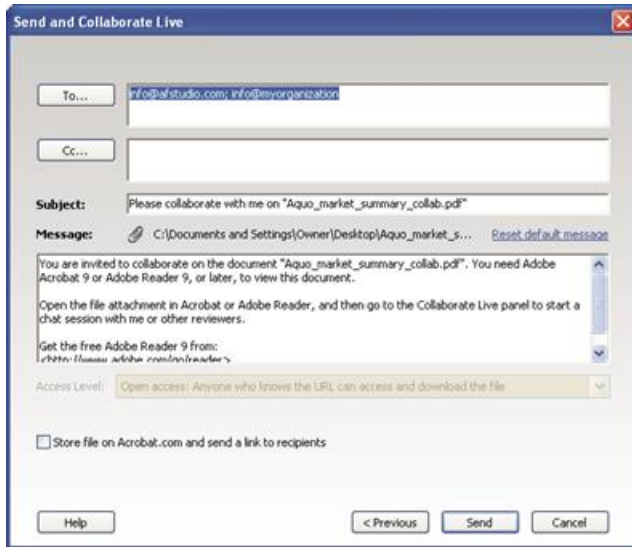 Send and Collaborate Live
To...
info@afstudio.com; info@myorganization
Cc...
Subject: Please collaborate with me on "Aquo_market_summary_collab.pdf"
Message: C:\Documents and Settings\Owner\Desktop\Aquo_market_s... Reset default message
You are invited to collaborate on the document "Aquo_market_summary_collab.pdf". You need Adobe
Acrobat 9 or Adobe Reader 9, or later, to view this document.
Open the file attachment in Acrobat or Adobe Reader, and then go to the Collaborate Live panel to start a
chat session with me or other reviewers.
Get the free Adobe Reader 9 from:
<http://www.adobe.com/go/reader>
Access Level: Open access: Anyone who knows the URL can access and download the file
Store file on Acrobat.com and send a link to recipients
Help < Previous Send Cancel